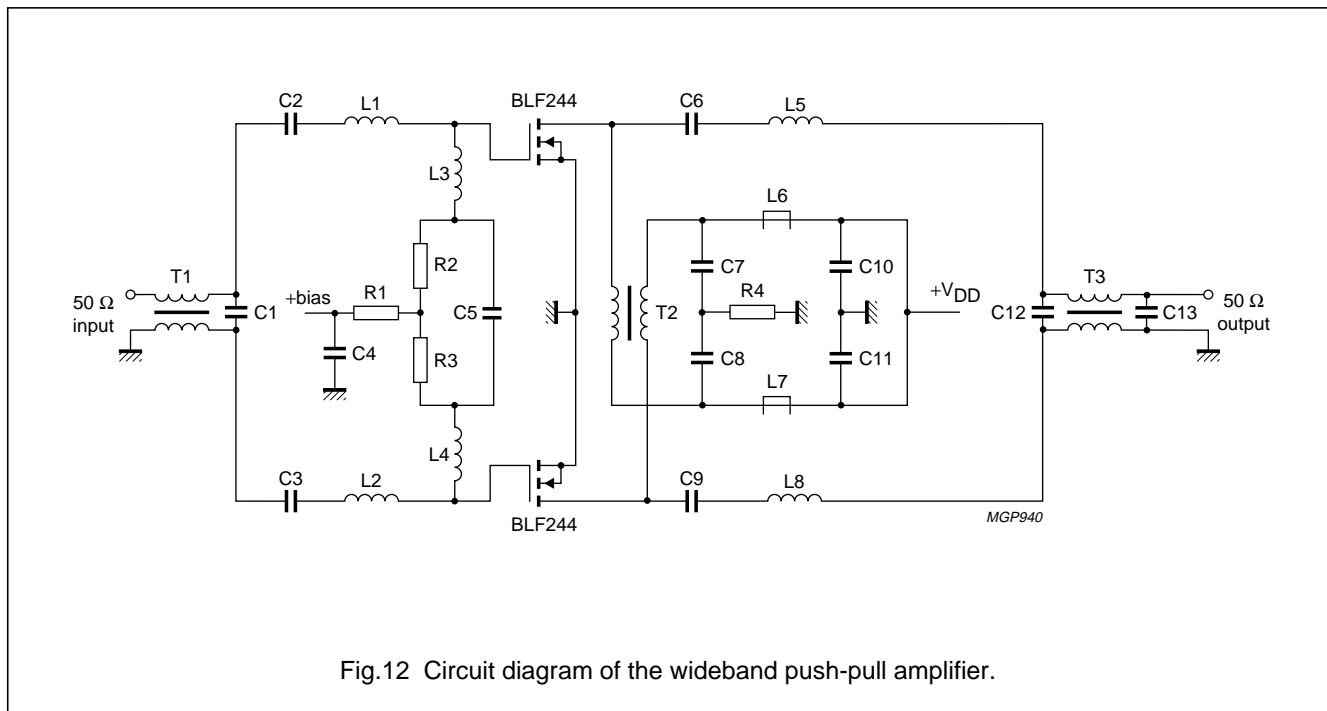 C2
L1
BLF244
C6
L5
L3
L6
R2
C7
C10
T1
50 Ω
input
C1
+bias
R1
C5
T2
R4
+VDD
C12
T3
C13
50 Ω
output
C4
R3
C8
C11
L7
L4
C3
L2
BLF244
C9
L8
MGP940
Fig.12 Circuit diagram of the wideband push-pull amplifier.